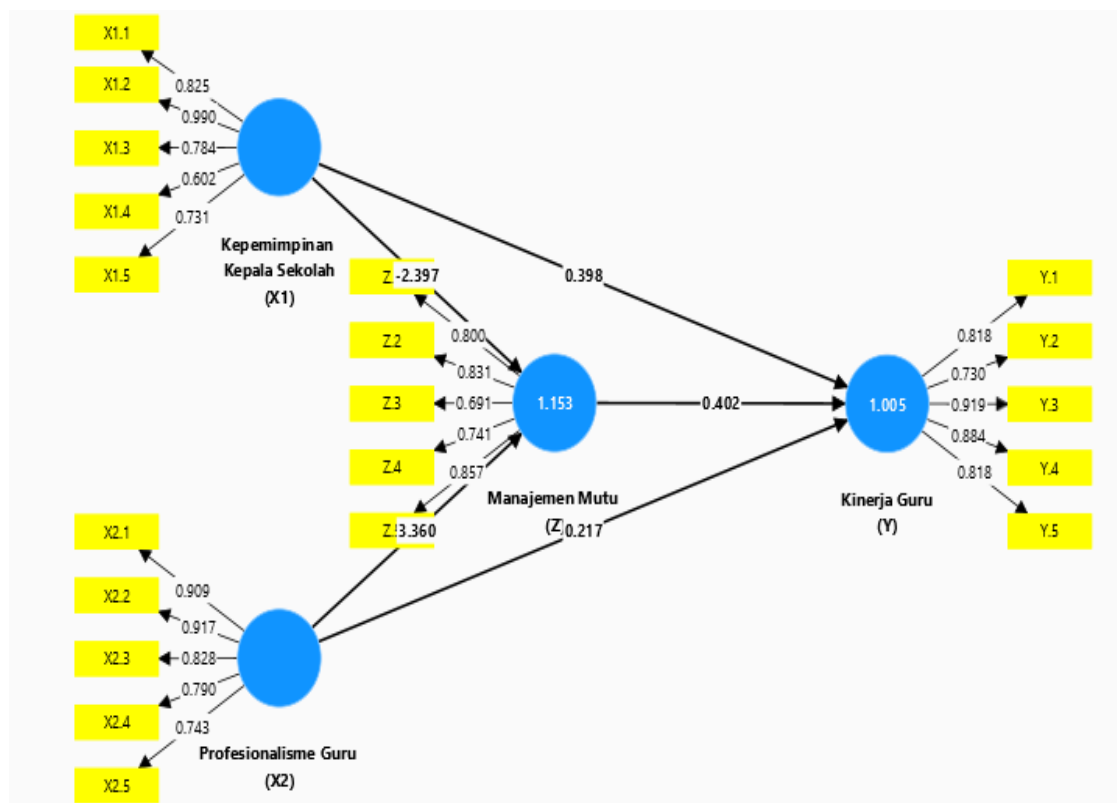 X1.1
0.825
X1.2
0.990
X1.3
0.784
X1.4
0.602
X1.5
0.731
Kepemimpinan
Kepala Sekolah
(X1)
-2.397
0.398
Z.
0.800
Z.2
0.831
Z.3
0.691
Z.4
0.741
Z.
0.857
3.360
1.153
Manajemen Mutu
(Z)
0.402
0.217
1.005
Kinerja Guru
(Y)
Y.1
0.818
Y.2
0.730
Y.3
0.919
Y.4
0.884
Y.5
0.818
X2.1
0.909
X2.2
0.917
X2.3
0.828
X2.4
0.790
X2.5
0.743
Profesionalisme Guru
(X2)